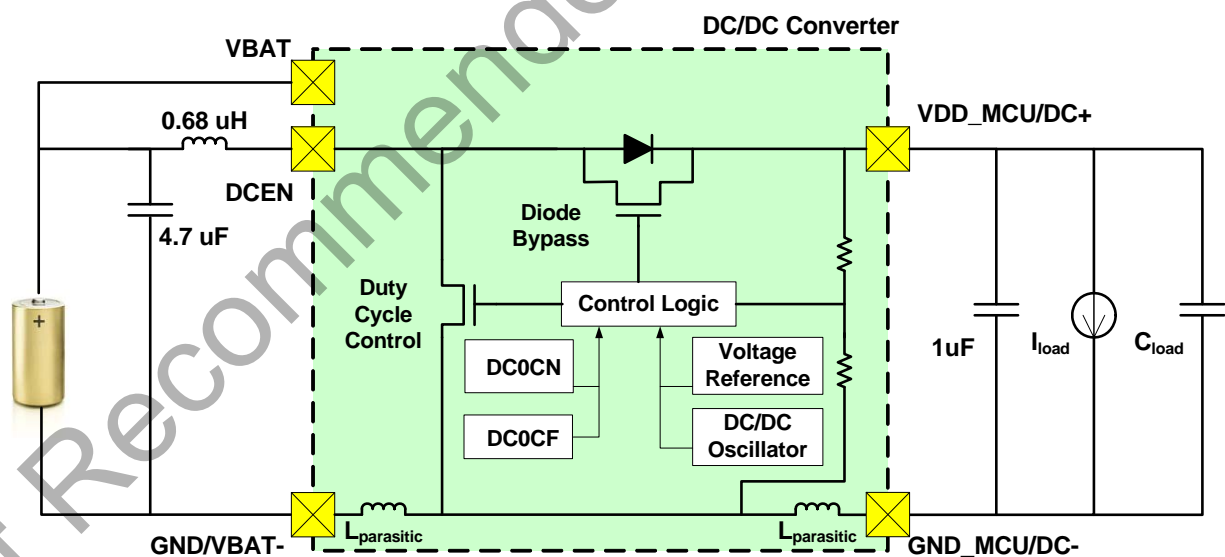 DC/DC Converter
VBAT
0.68 uH
VDD_MCU/DC+
DCEN
4.7 uF
Diode
Bypass
+
Duty
Cycle
Control
Control Logic
1uF
Iload
Cload
DC0CN
Voltage
Reference
DC0CF
DC/DC
Oscillator
Lparasitic
Lparasitic
GND/VBAT-
GND_MCU/DC-
Recommende